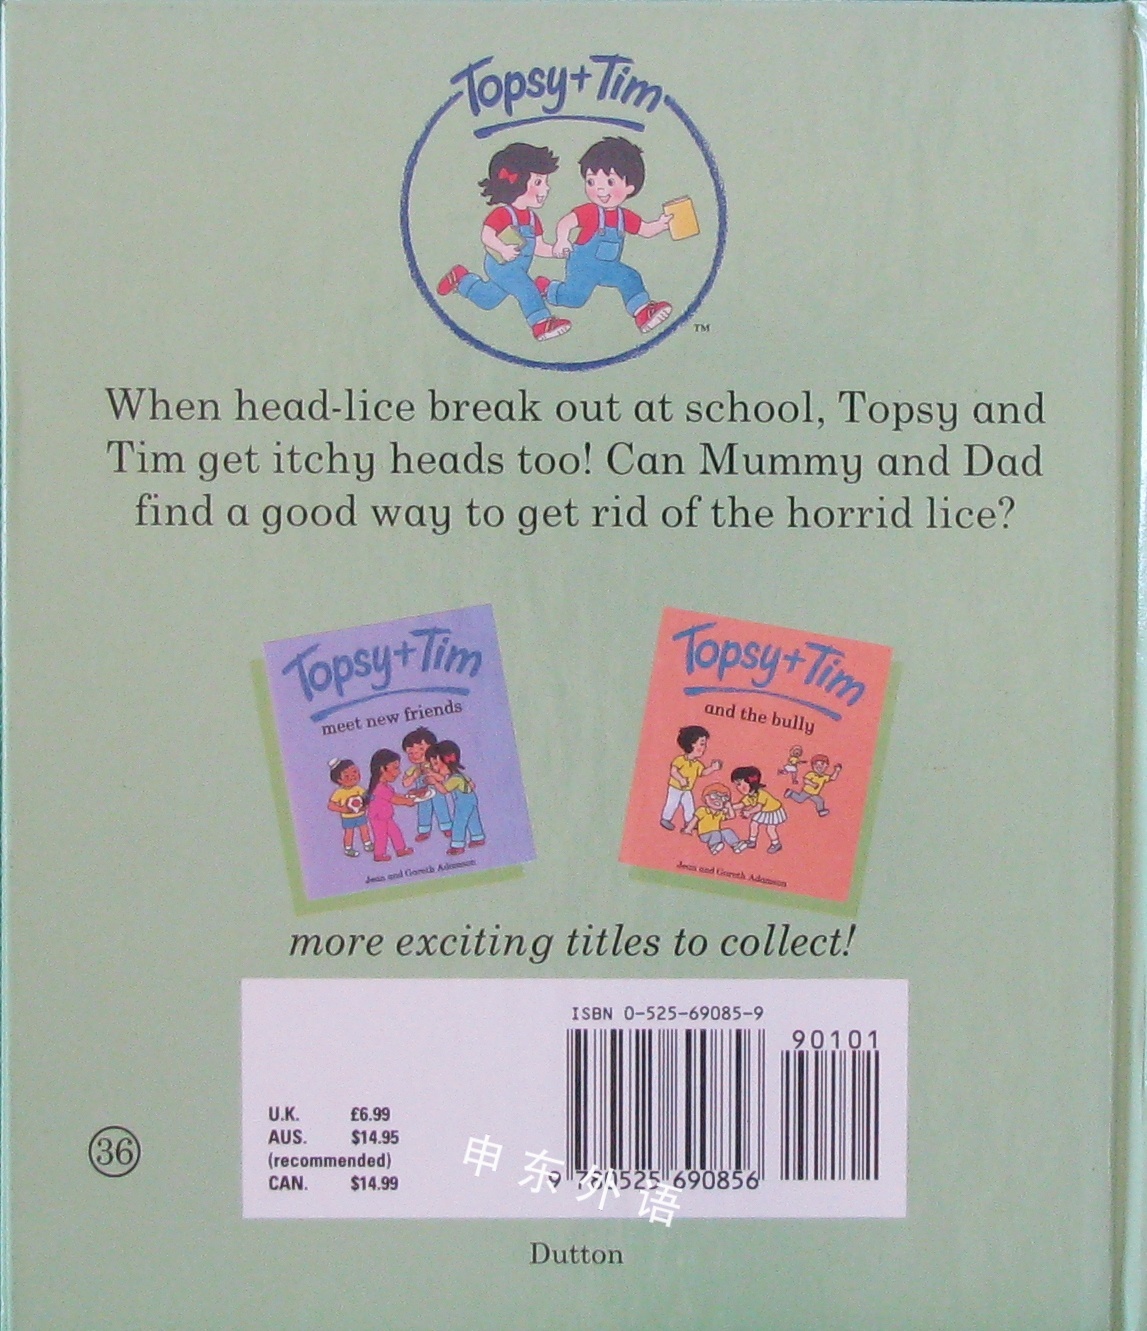 Topsy+Tim
TM
When head-lice break out at school, Topsy and
Tim get itchy heads too! Can Mummy and Dad
find a good way to get rid of the horrid lice?
Topsy+Tim
meet new friends
Jean and Gareth Adamson
Topsy+Tim
and the bully
Jean and Gareth Adamson
more exciting titles to collect!
ISBN 0-525-69085-9
90101
U.K. £6.99
AUS. $14.95
(recommended)
CAN. $14.99
9 780525 690856
申东外语
36
Dutton